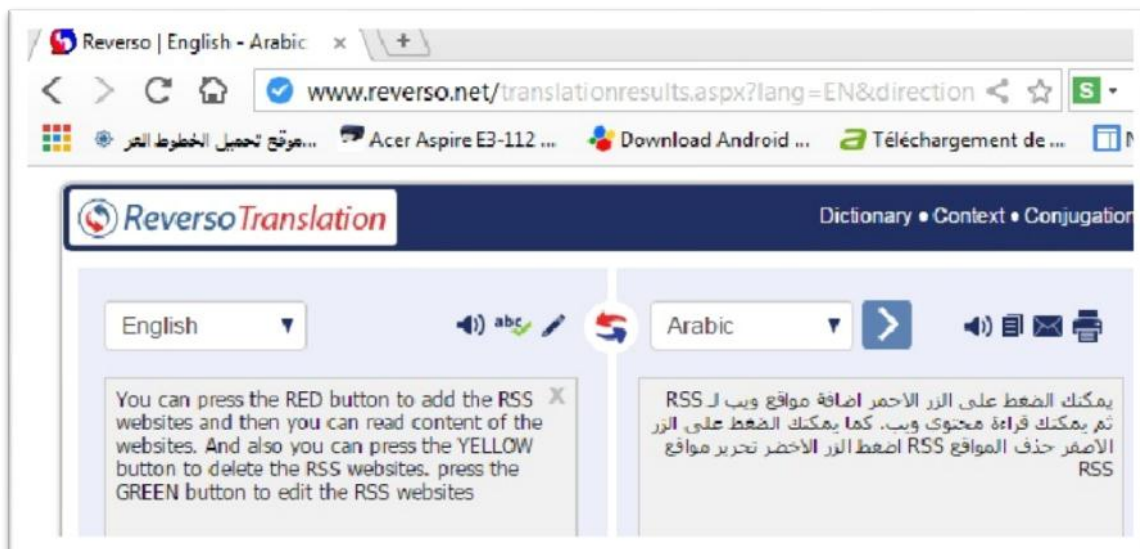 Reverso | English - Arabic
www.reverso.net/translationresults.aspx?lang=EN&direction
S
موقع تحميل الخطوط العر...
Acer Aspire E3-112 ...
Download Android ...
Téléchargement de ...
N
Reverso Translation
Dictionary • Context • Conjugation
English
abc
Arabic
You can press the RED button to add the RSS
websites and then you can read content of the
websites. And also you can press the YELLOW
button to delete the RSS websites. press the
GREEN button to edit the RSS websites
يمكنك الضغط على الزر الاحمر اضافة مواقع ويب لـ RSS
ثم يمكنك قراءة محتوى ويب. كما يمكنك الضغط على الزر
الاصفر حذف المواقع RSS اضغط الزر الاخضر تحرير مواقع
RSS